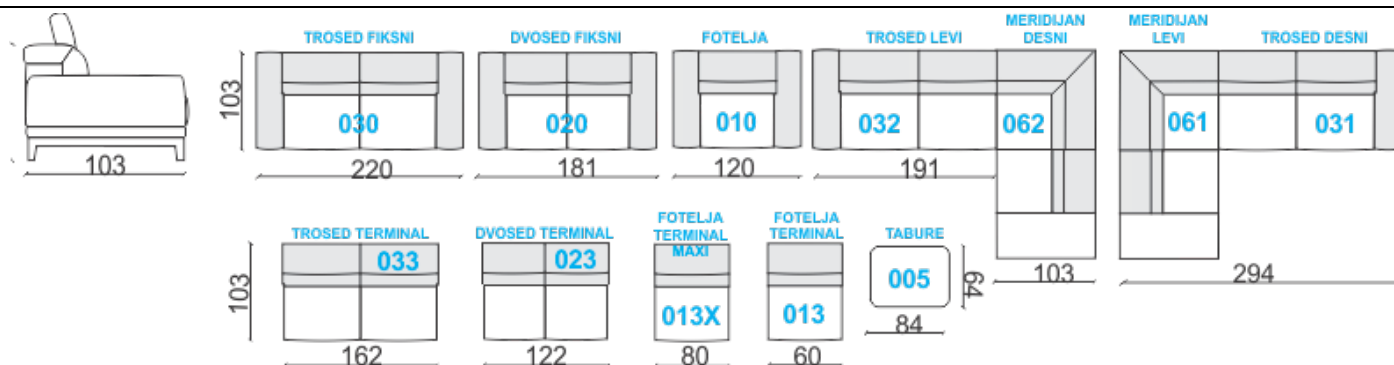 TROSED FIKSNI
DVOSED FIKSNI
FOTELJA
TROSED LEVI
MERIDIJAN
DESNI
MERIDIJAN
LEVI
TROSED DESNI
103
030
020
010
032
062
061
031
103
220
181
120
191
TROSED TERMINAL
DVOSED TERMINAL
FOTELJA
TERMINAL
MAXI
FOTELJA
TERMINAL
TABURE
103
033
023
013X
013
005
64
84
103
294
162
122
80
60